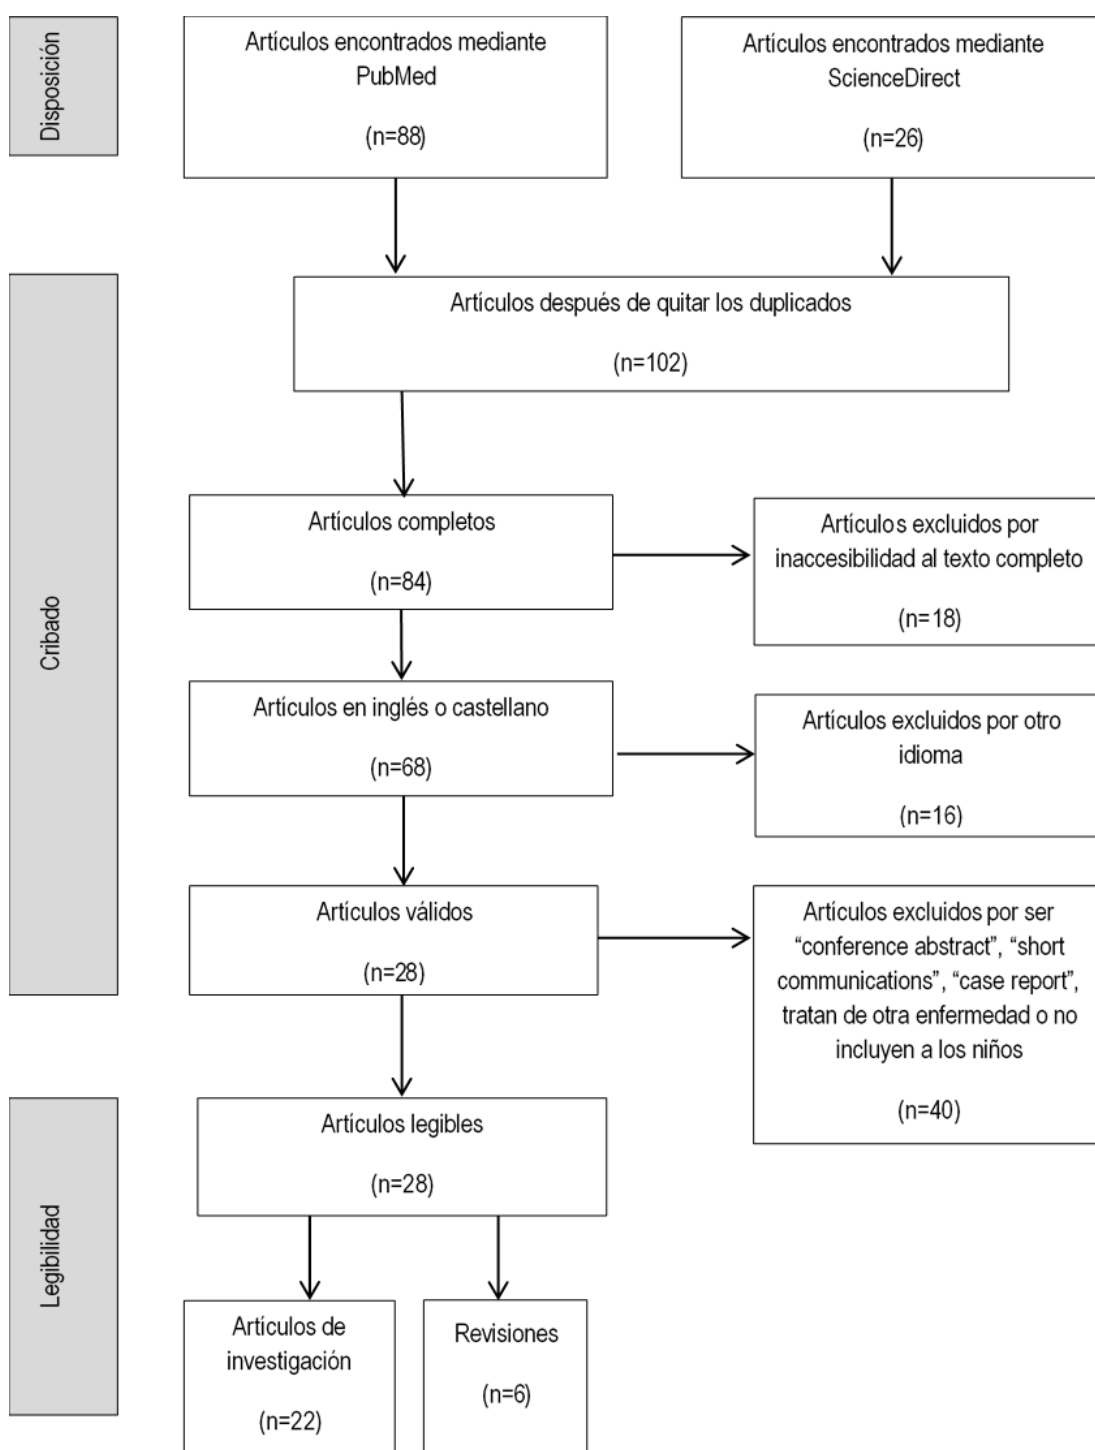 Disposición
Artículos encontrados mediante
PubMed
(n=88)
Artículos encontrados mediante
ScienceDirect
(n=26)
Cribado
Artículos después de quitar los duplicados
(n=102)
Artículos completos
(n=84)
Artículos excluidos por
inaccesibilidad al texto completo
(n=18)
Artículos en inglés o castellano
(n=68)
Artículos excluidos por otro
idioma
(n=16)
Artículos válidos
(n=28)
Artículos excluidos por ser
“conference abstract”, “short
communications”, “case report”,
tratan de otra enfermedad o no
incluyen a los niños
(n=40)
Legibilidad
Artículos legibles
(n=28)
Artículos de
investigación
(n=22)
Revisiones
(n=6)